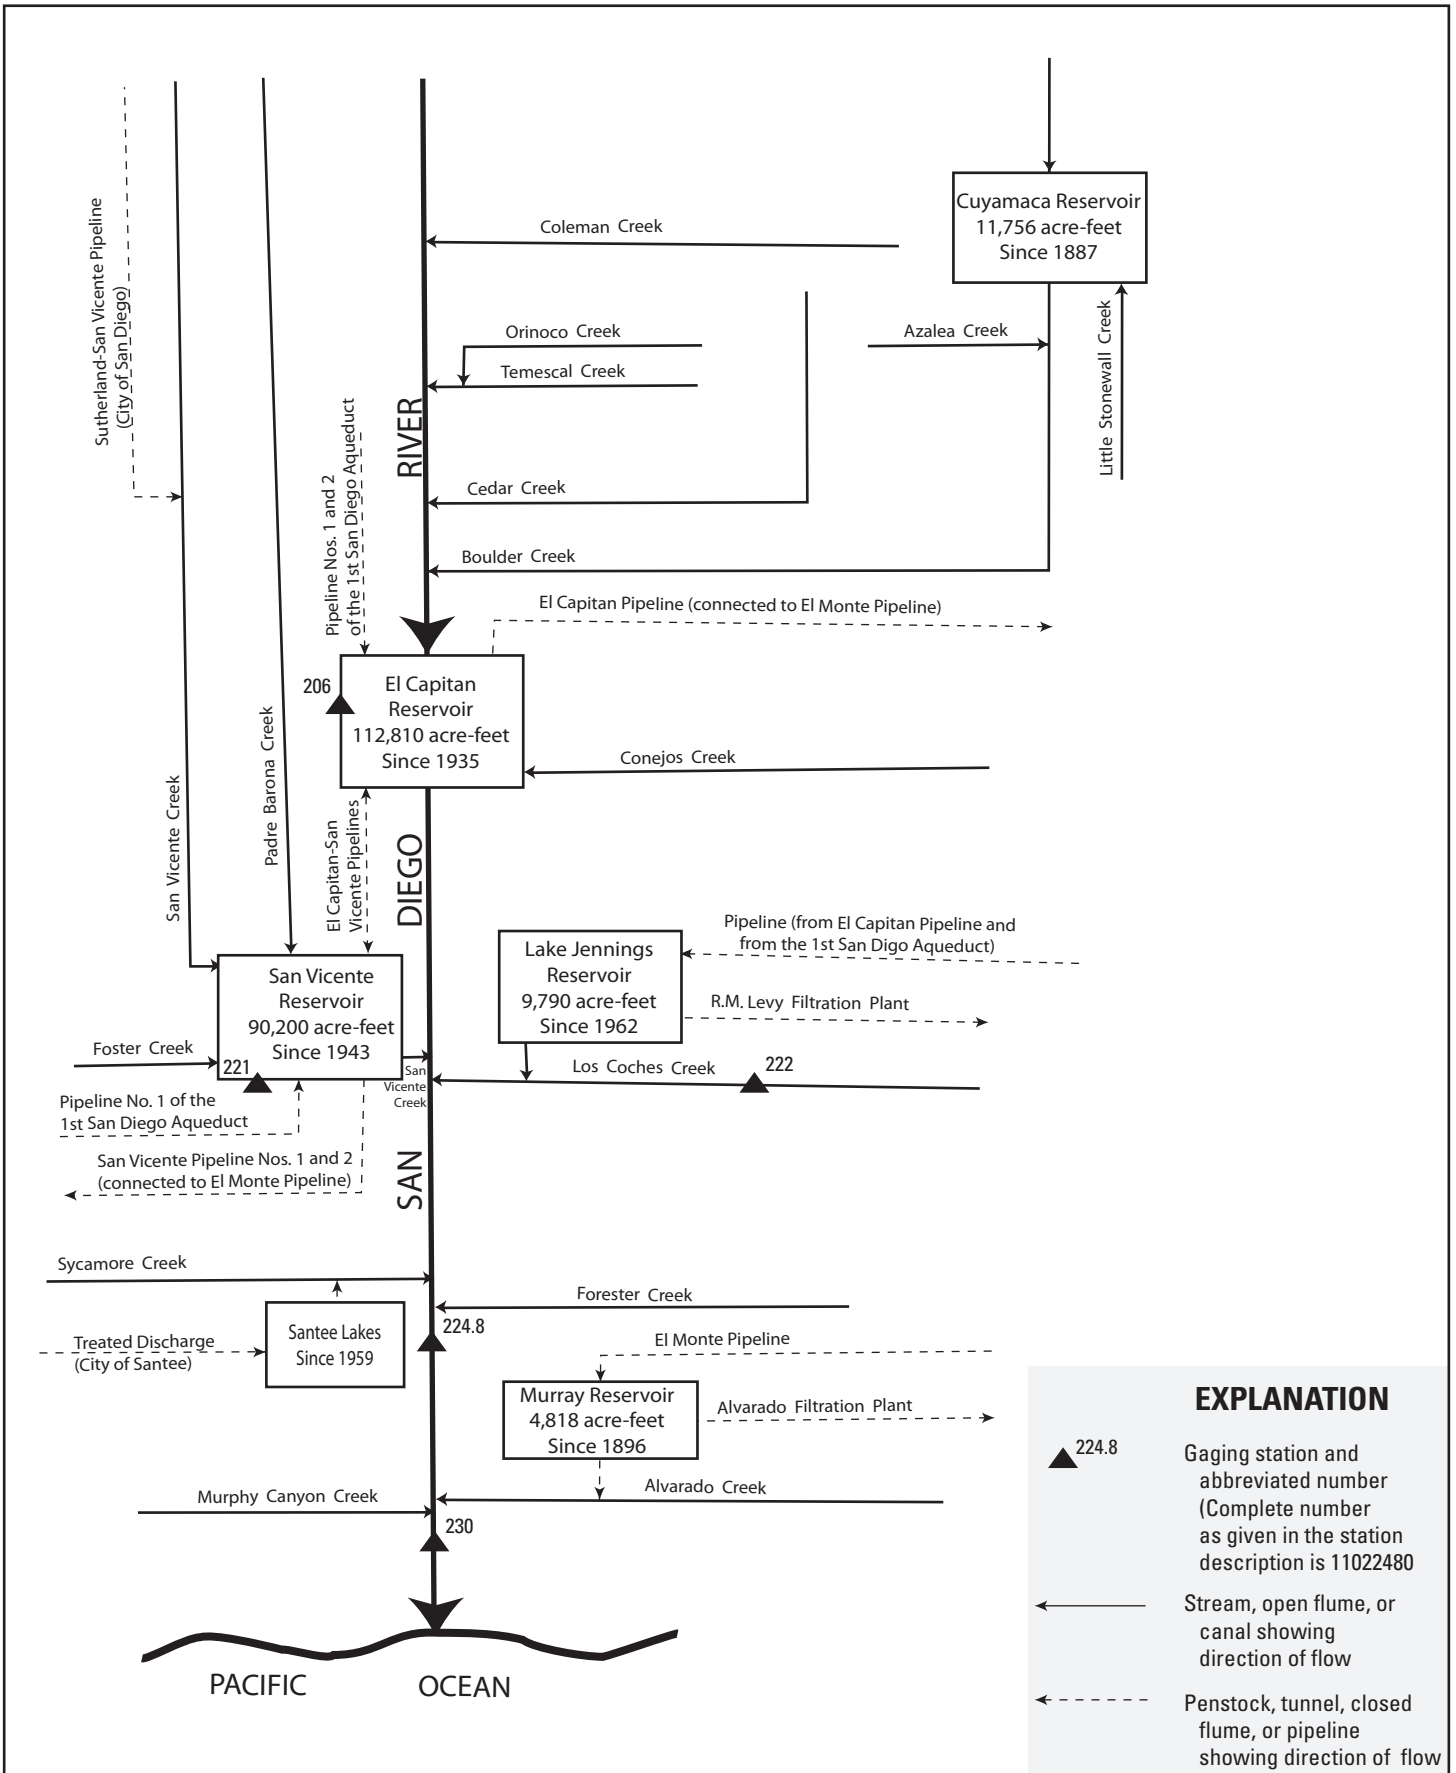 Cuyamaca Reservoir
11,756 acre-feet
Since 1887
Coleman Creek
Sutherland-San Vicente Pipeline
(City of San Diego)
Orinoco Creek
Azalea Creek
Little Stonewall Creek
Temescal Creek
RIVER
Pipeline Nos. 1 and 2
of the 1st San Diego Aqueduct
Cedar Creek
Boulder Creek
El Capitan Pipeline (connected to El Monte Pipeline)
206
El Capitan
Reservoir
112,810 acre-feet
Since 1935
Conejos Creek
San Vicente Creek
Padre Barona Creek
El Capitan-San
Vicente Pipelines
DIEGO
Pipeline (from El Capitan Pipeline and
from the 1st San Digo Aqueduct)
Lake Jennings
Reservoir
9,790 acre-feet
Since 1962
R.M. Levy Filtration Plant
San Vicente
Reservoir
90,200 acre-feet
Since 1943
Foster Creek
221
San
Vicente
Creek
Los Coches Creek
222
Pipeline No. 1 of the
1st San Diego Aqueduct
San Vicente Pipeline Nos. 1 and 2
(connected to El Monte Pipeline)
SAN
Sycamore Creek
Forester Creek
Santee Lakes
Since 1959
224.8
Treated Discharge
(City of Santee)
El Monte Pipeline
Murray Reservoir
4,818 acre-feet
Since 1896
Alvarado Filtration Plant
Murphy Canyon Creek
Alvarado Creek
230
PACIFIC OCEAN
EXPLANATION
224.8
Gaging station and
abbreviated number
(Complete number
as given in the station
description is 11022480
Stream, open flume, or
canal showing
direction of flow
Penstock, tunnel, closed
flume, or pipeline
showing direction of flow